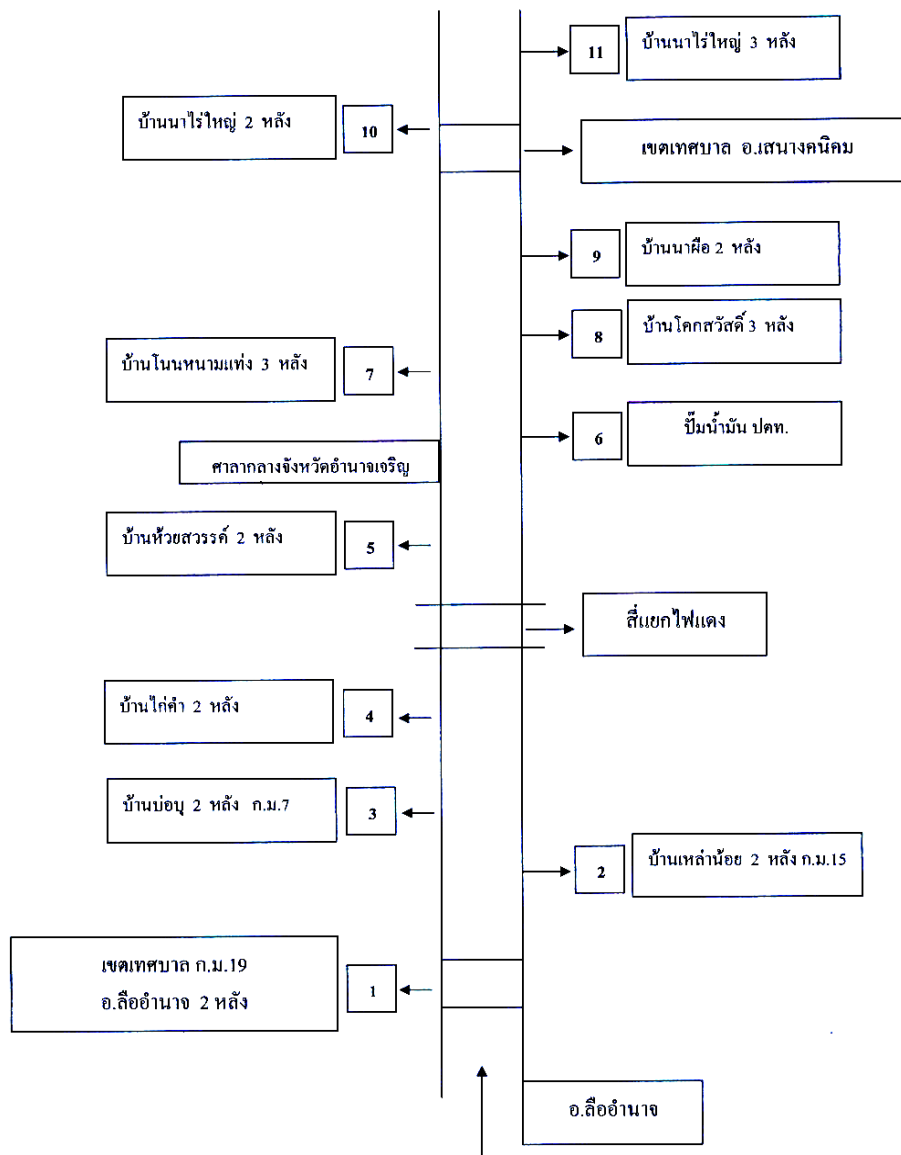 11
บ้านนาไร่ใหญ่ 3 หลัง
บ้านนาไร่ใหญ่ 2 หลัง
10
เขตเทศบาล อ.เสนางคนิคม
9
บ้านนาผือ 2 หลัง
8
บ้านโคกสวัสดิ์ 3 หลัง
บ้านโนนหนามแท่ง 3 หลัง
7
6
ปั๊มน้ำมัน ปตท.
ศาลากลางจังหวัดอำนาจเจริญ
บ้านห้วยสวรรค์ 2 หลัง
5
สี่แยกไฟแดง
บ้านไก่คำ 2 หลัง
4
บ้านบ่อบุ 2 หลัง ก.ม.7
3
2
บ้านเหล่าน้อย 2 หลัง ก.ม.15
เขตเทศบาล ก.ม.19
อ.ลืออำนาจ 2 หลัง
1
อ.ลืออำนาจ